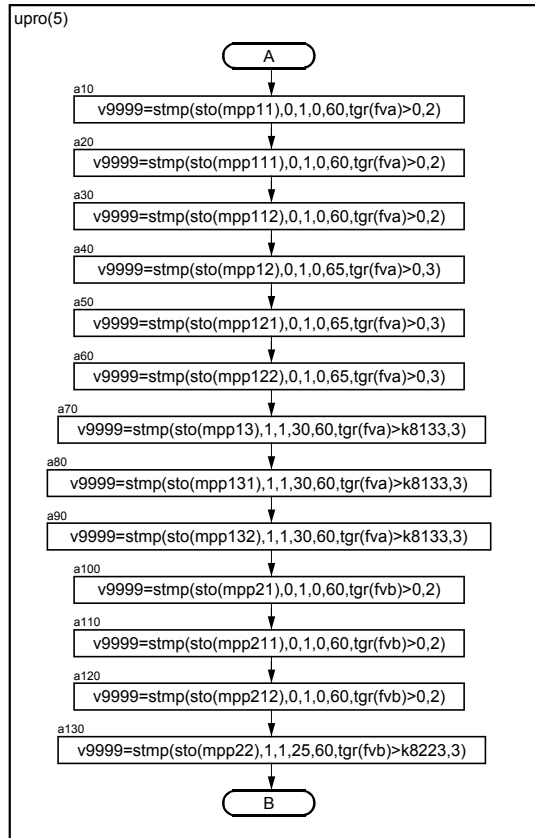 upro(5)
A
a10
v9999=stmp(sto(mpp11),0,1,0,60,tgr(fva)>0,2)
a20
v9999=stmp(sto(mpp111),0,1,0,60,tgr(fva)>0,2)
a30
v9999=stmp(sto(mpp112),0,1,0,60,tgr(fva)>0,2)
a40
v9999=stmp(sto(mpp12),0,1,0,65,tgr(fva)>0,3)
a50
v9999=stmp(sto(mpp121),0,1,0,65,tgr(fva)>0,3)
a60
v9999=stmp(sto(mpp122),0,1,0,65,tgr(fva)>0,3)
a70
v9999=stmp(sto(mpp13),1,1,30,60,tgr(fva)>k8133,3)
a80
v9999=stmp(sto(mpp131),1,1,30,60,tgr(fva)>k8133,3)
a90
v9999=stmp(sto(mpp132),1,1,30,60,tgr(fva)>k8133,3)
a100
v9999=stmp(sto(mpp21),0,1,0,60,tgr(fvb)>0,2)
a110
v9999=stmp(sto(mpp211),0,1,0,60,tgr(fvb)>0,2)
a120
v9999=stmp(sto(mpp212),0,1,0,60,tgr(fvb)>0,2)
a130
v9999=stmp(sto(mpp22),1,1,25,60,tgr(fvb)>k8223,3)
B